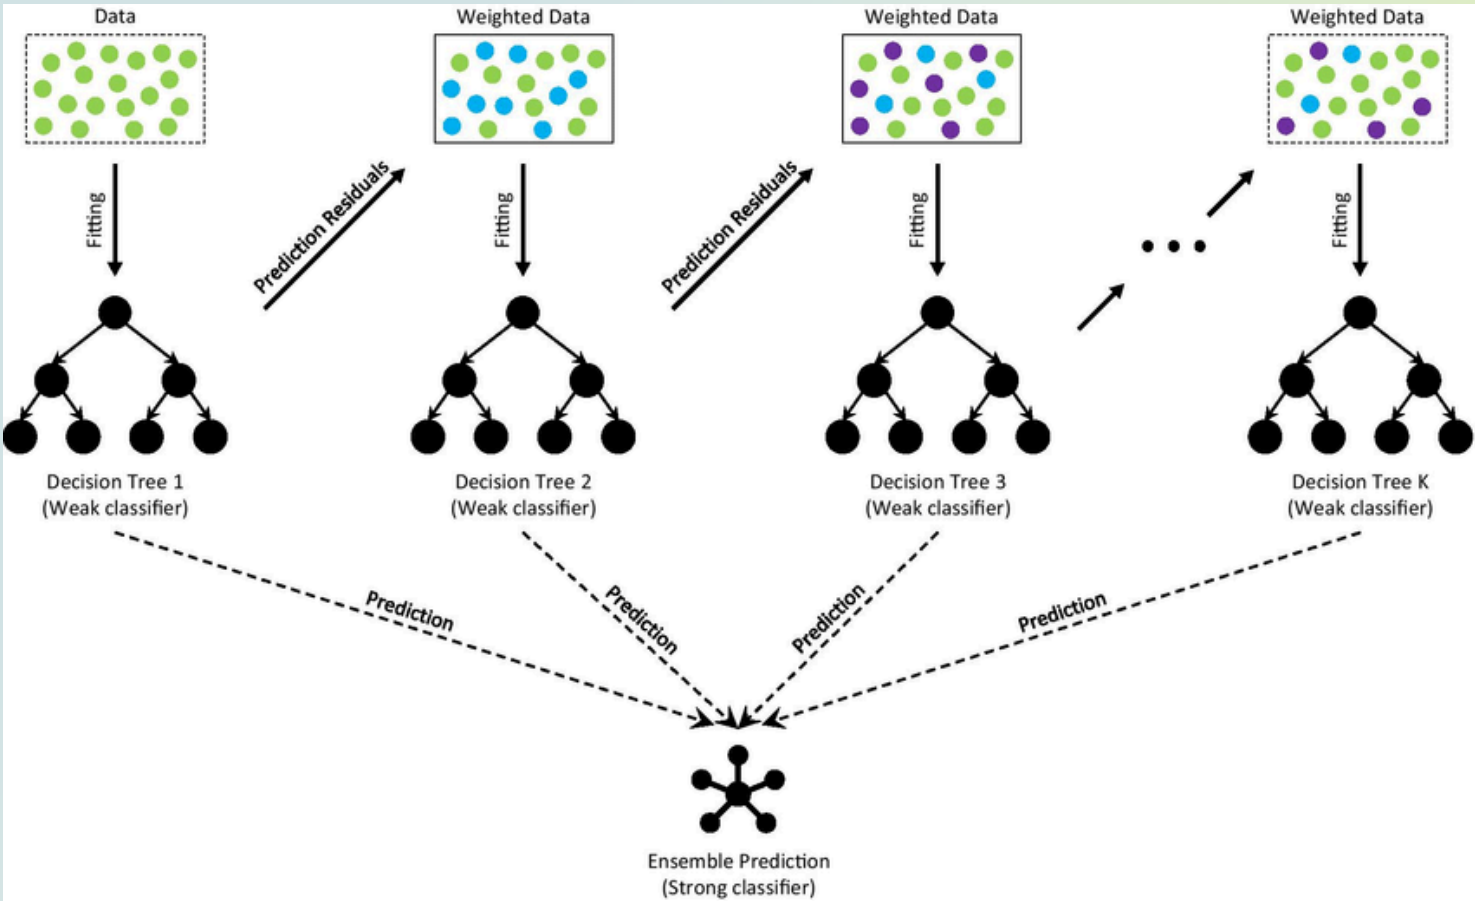 Data
Weighted Data
Weighted Data
Weighted Data
Fitting
Prediction Residuals
Fitting
Prediction Residuals
Fitting
Fitting
Decision Tree 1
(Weak classifier)
Decision Tree 2
(Weak classifier)
Decision Tree 3
(Weak classifier)
Decision Tree K
(Weak classifier)
Prediction
Prediction
Prediction
Prediction
Ensemble Prediction
(Strong classifier)